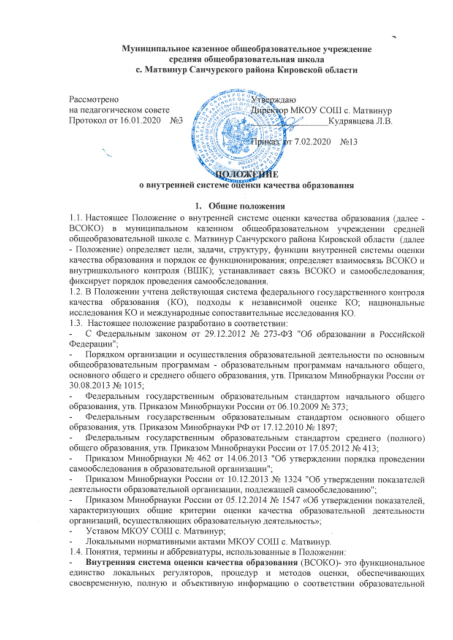 Муниципальное казенное общеобразовательное учреждение
средняя общеобразовательная школа
с. Матвинур Санчурского района Кировской области
Рассмотрено
на педагогическом совете
Протокол от 16.01.2020 №3
Утверждаю
Директор МКОУ СОШ с. Матвинур
Кудрявцева Л.В.
Приказ от 7.02.2020 №13
ПОЛОЖЕНИЕ
о внутренней системе оценки качества образования
1. Общие положения
1.1. Настоящее Положение о внутренней системе оценки качества образования (далее -
ВСОКО) в муниципальном казенном общеобразовательном учреждении средней
общеобразовательной школе с. Матвинур Санчурского района Кировской области (далее
- Положение) определяет цели, задачи, структуру, функции внутренней системы оценки
качества образования и порядок ее функционирования; определяет взаимосвязь ВСОКО и
внутришкольного контроля (ВШК); устанавливает связь ВСОКО и самообследования;
фиксирует порядок проведения самообследования.
1.2. В Положении учтена действующая система федерального государственного контроля
качества образования (КО), подходы к независимой оценке КО; национальные
исследования КО и международные сопоставительные исследования КО.
1.3. Настоящее положение разработано в соответствии:
- С Федеральным законом от 29.12.2012 № 273-ФЗ "Об образовании в Российской
Федерации";
- Порядком организации и осуществления образовательной деятельности по основным
общеобразовательным программам - образовательным программам начального общего,
основного общего и среднего общего образования, утв. Приказом Минобрнауки России от
30.08.2013 № 1015;
- Федеральным государственным образовательным стандартом начального общего
образования, утв. Приказом Минобрнауки России от 06.10.2009 № 373;
- Федеральным государственным образовательным стандартом основного общего
образования, утв. Приказом Минобрнауки РФ от 17.12.2010 № 1897;
- Федеральным государственным образовательным стандартом среднего (полного)
общего образования, утв. Приказом Минобрнауки России от 17.05.2012 № 413;
- Приказом Минобрнауки № 462 от 14.06.2013 "Об утверждении порядка проведения
самообследования в образовательной организации";
- Приказом Минобрнауки России от 10.12.2013 № 1324 "Об утверждении показателей
деятельности образовательной организации, подлежащей самообследованию";
- Приказом Минобрнауки России от 05.12.2014 № 1547 «Об утверждении показателей,
характеризующих общие критерии оценки качества образовательной деятельности
организаций, осуществляющих образовательную деятельность»;
- Уставом МКОУ СОШ с. Матвинур;
- Локальными нормативными актами МКОУ СОШ с. Матвинур.
1.4. Понятия, термины и аббревиатуры, использованные в Положении:
- Внутренняя система оценки качества образования (ВСОКО)- это функциональное
единство локальных регуляторов, процедур и методов оценки, обеспечивающих
своевременную, полную и объективную информацию о соответствии образовательной